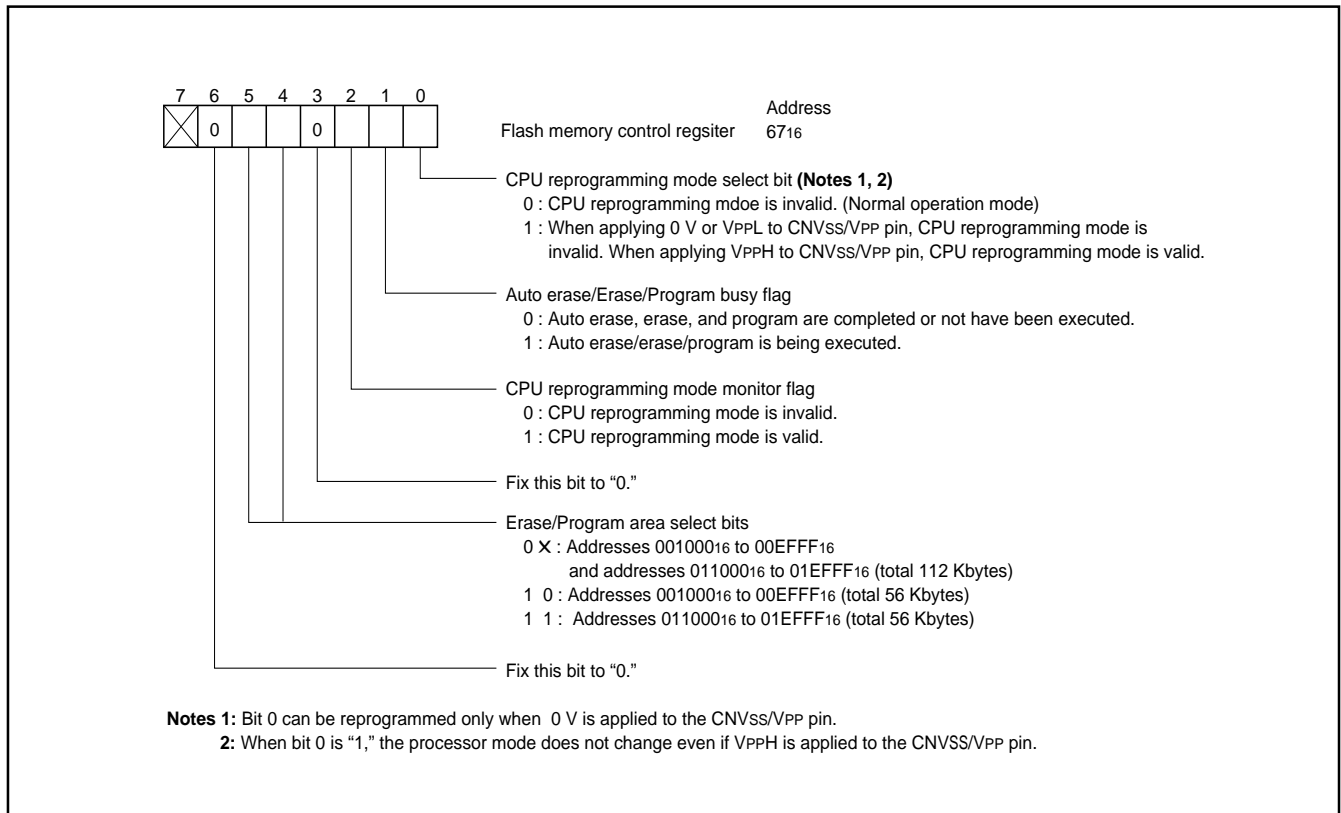 7 6 5 4 3 2 1 0
0 0
Address
Flash memory control regsiter 6716
CPU reprogramming mode select bit (Notes 1, 2)
0 : CPU reprogramming mdoe is invalid. (Normal operation mode)
1 : When applying 0 V or VPPL to CNVSS/VPP pin, CPU reprogramming mode is
invalid. When applying VPPH to CNVSS/VPP pin, CPU reprogramming mode is valid.
Auto erase/Erase/Program busy flag
0 : Auto erase, erase, and program are completed or not have been executed.
1 : Auto erase/erase/program is being executed.
CPU reprogramming mode monitor flag
0 : CPU reprogramming mode is invalid.
1 : CPU reprogramming mode is valid.
Fix this bit to “0.”
Erase/Program area select bits
0 X : Addresses 00100016 to 00EFFF16
and addresses 01100016 to 01EFFF16 (total 112 Kbytes)
1 0 : Addresses 00100016 to 00EFFF16 (total 56 Kbytes)
1 1 : Addresses 01100016 to 01EFFF16 (total 56 Kbytes)
Fix this bit to “0.”
Notes 1: Bit 0 can be reprogrammed only when 0 V is applied to the CNVSS/VPP pin.
2: When bit 0 is “1,” the processor mode does not change even if VPPH is applied to the CNVSS/VPP pin.